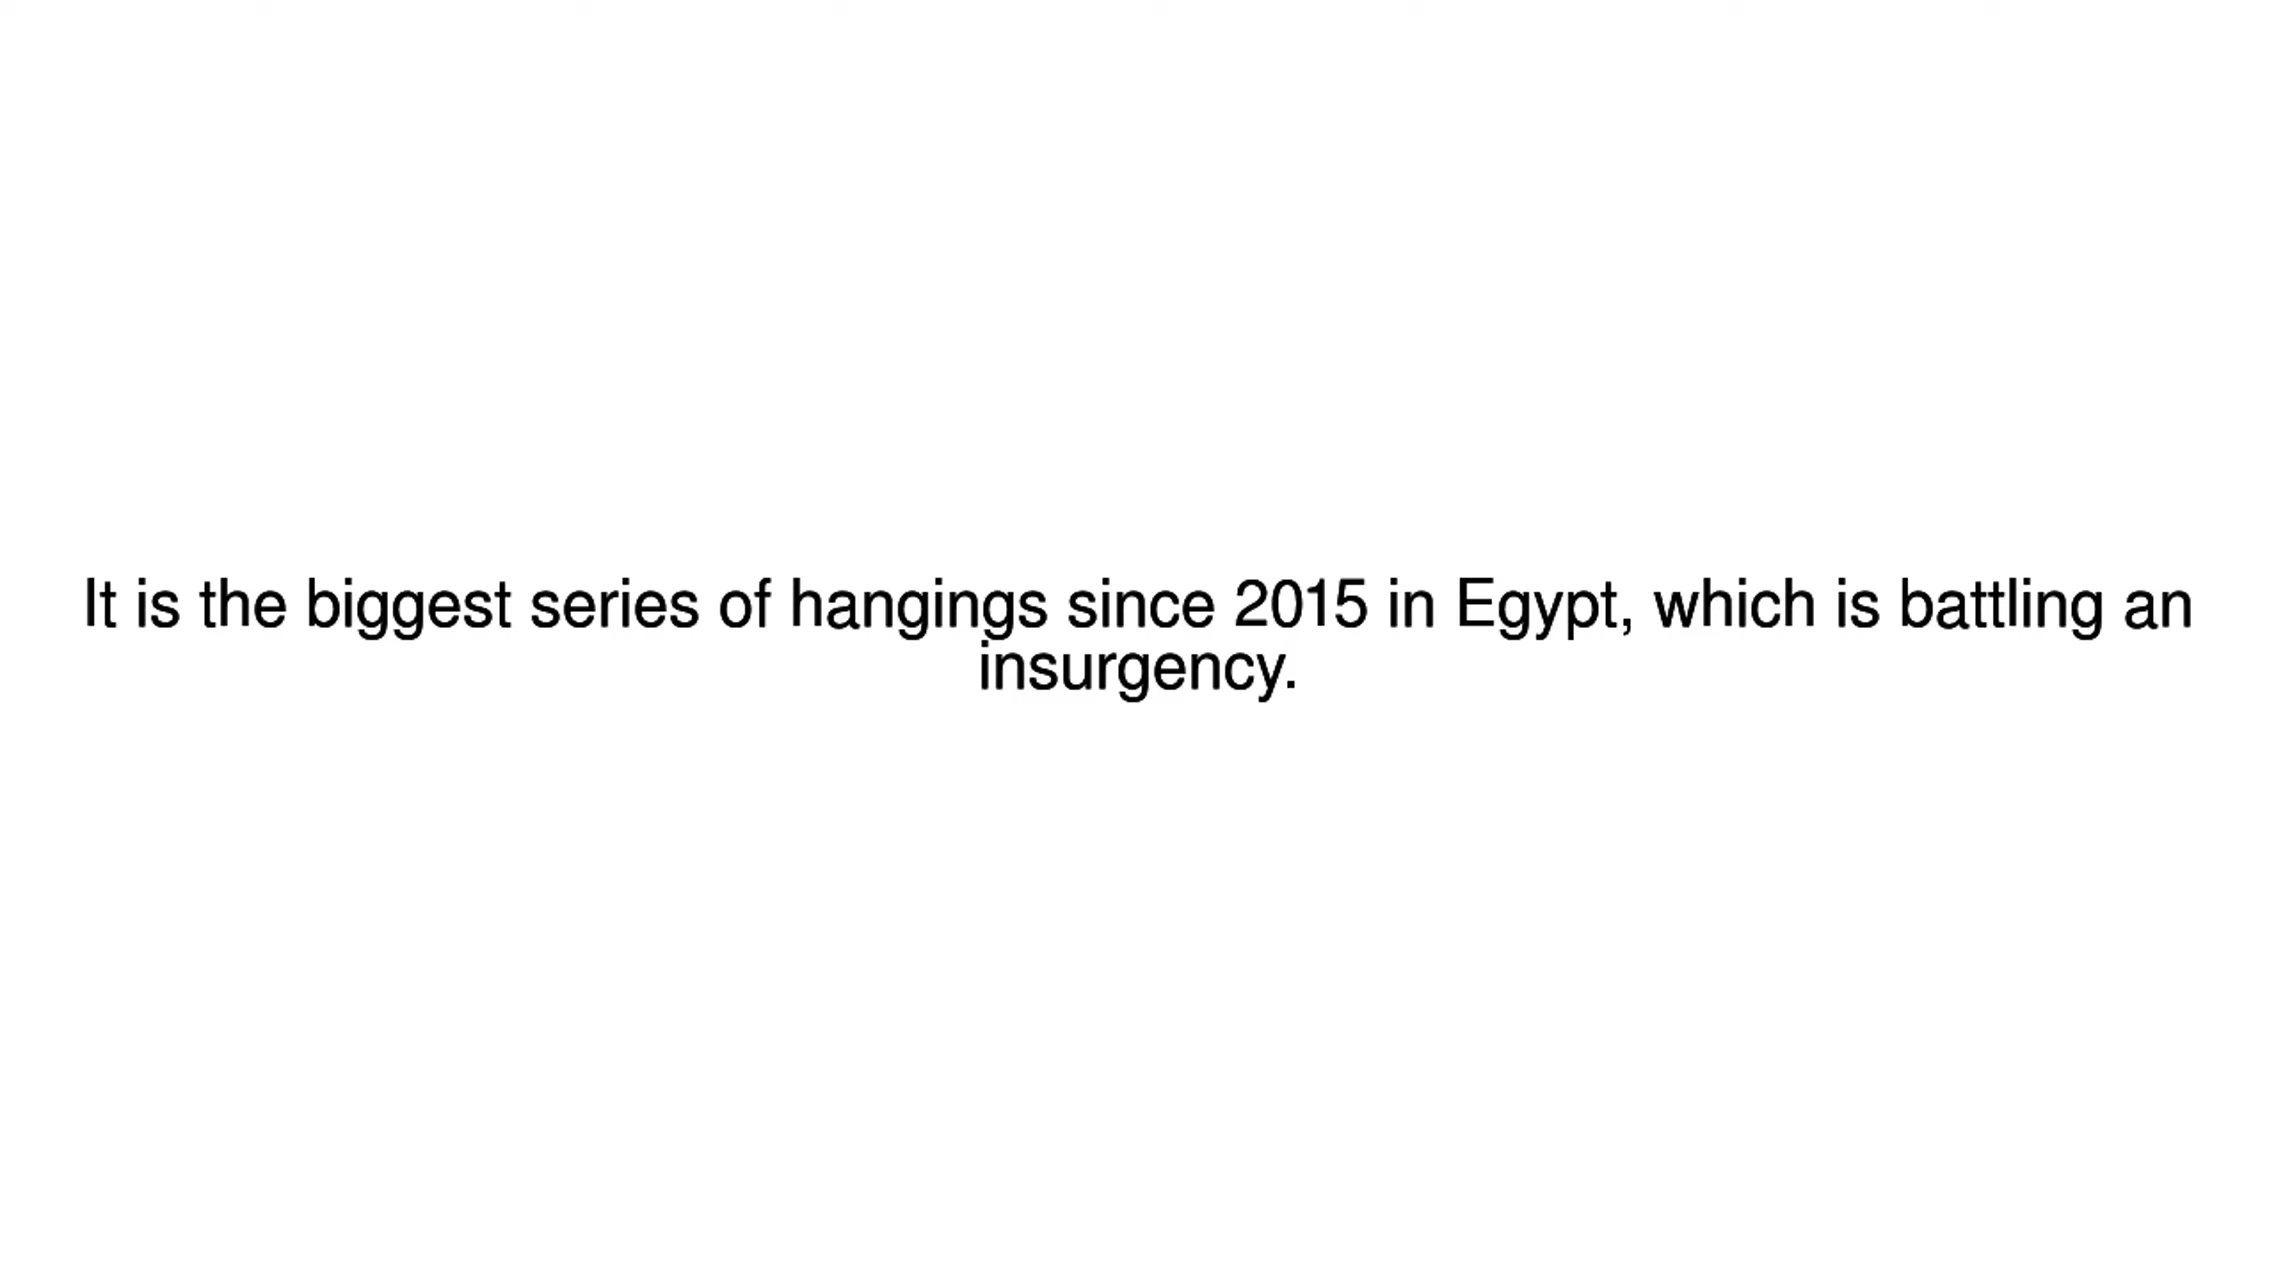 It is the biggest series of hangings since 2015 in Egypt, which is battling an
insurgency.